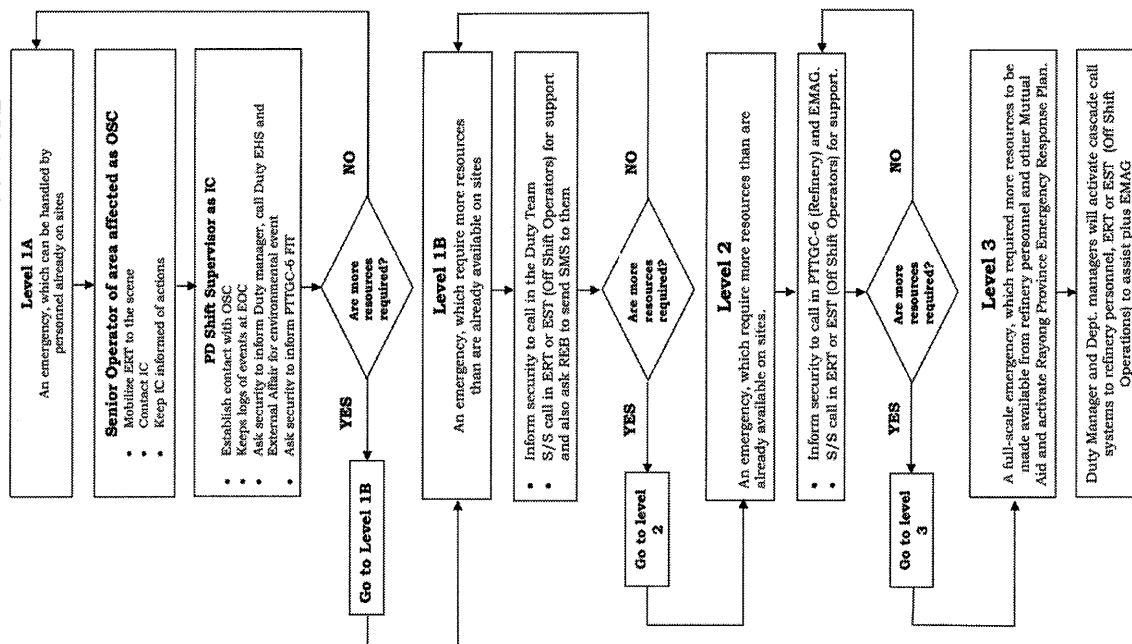 Level 1A
An emergency, which can be handled by
personnel already on sites
Senior Operator of area affected as OSC
• Mobilise ERT to the scene
• Contact IC
• Keep IC informed of actions
PD Shift Supervisor as IC
• Establish contact with OSC
• Keeps logs of events at EOC
• Ask security to inform Duty manager, call Duty EHS and
External Affair for environmental event
• Ask security to inform PTTGC-6 FIT
Are more
resources
required?
YES
NO
Go to Level 1B
Level 1B
An emergency, which require more resources
than are already available on sites
• Inform security to call in the Duty Team
S/S call in ERT or EST (Off Shift Operators) for support
and also ask REB to send SMS to them
Are more
resources
required?
YES
NO
Go to level
2
Level 2
An emergency, which require more resources than are
already available on sites.
• Inform security to call in PTTGC-6 (Refinery) and EMAG.
• S/S call in ERT or EST (Off Shift Operators) for support.
Are more
resources
required?
YES
NO
Go to level
3
Level 3
A full-scale emergency, which required more resources to be
made available from refinery personnel and other Mutual
Aid and activate Rayong Province Emergency Response Plan.
Duty Manager and Dept. managers will activate cascade call
systems to refinery personnel, ERT or EST (Off Shift
Operations) to assist plus EMAG